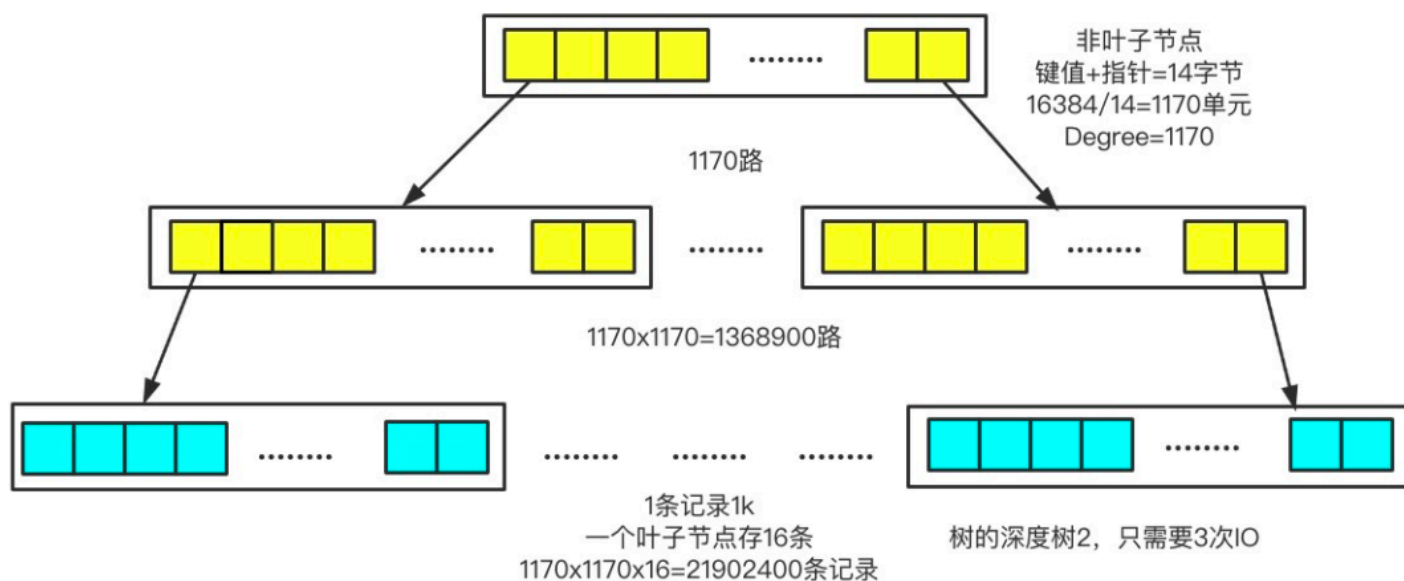 非叶子节点
键值+指针=14字节
16384/14=1170单元
Degree=1170
1170路
1170x1170=1368900路
1条记录1k
一个叶子节点存16条
1170x1170x16=21902400条记录
树的深度树2，只需要3次IO